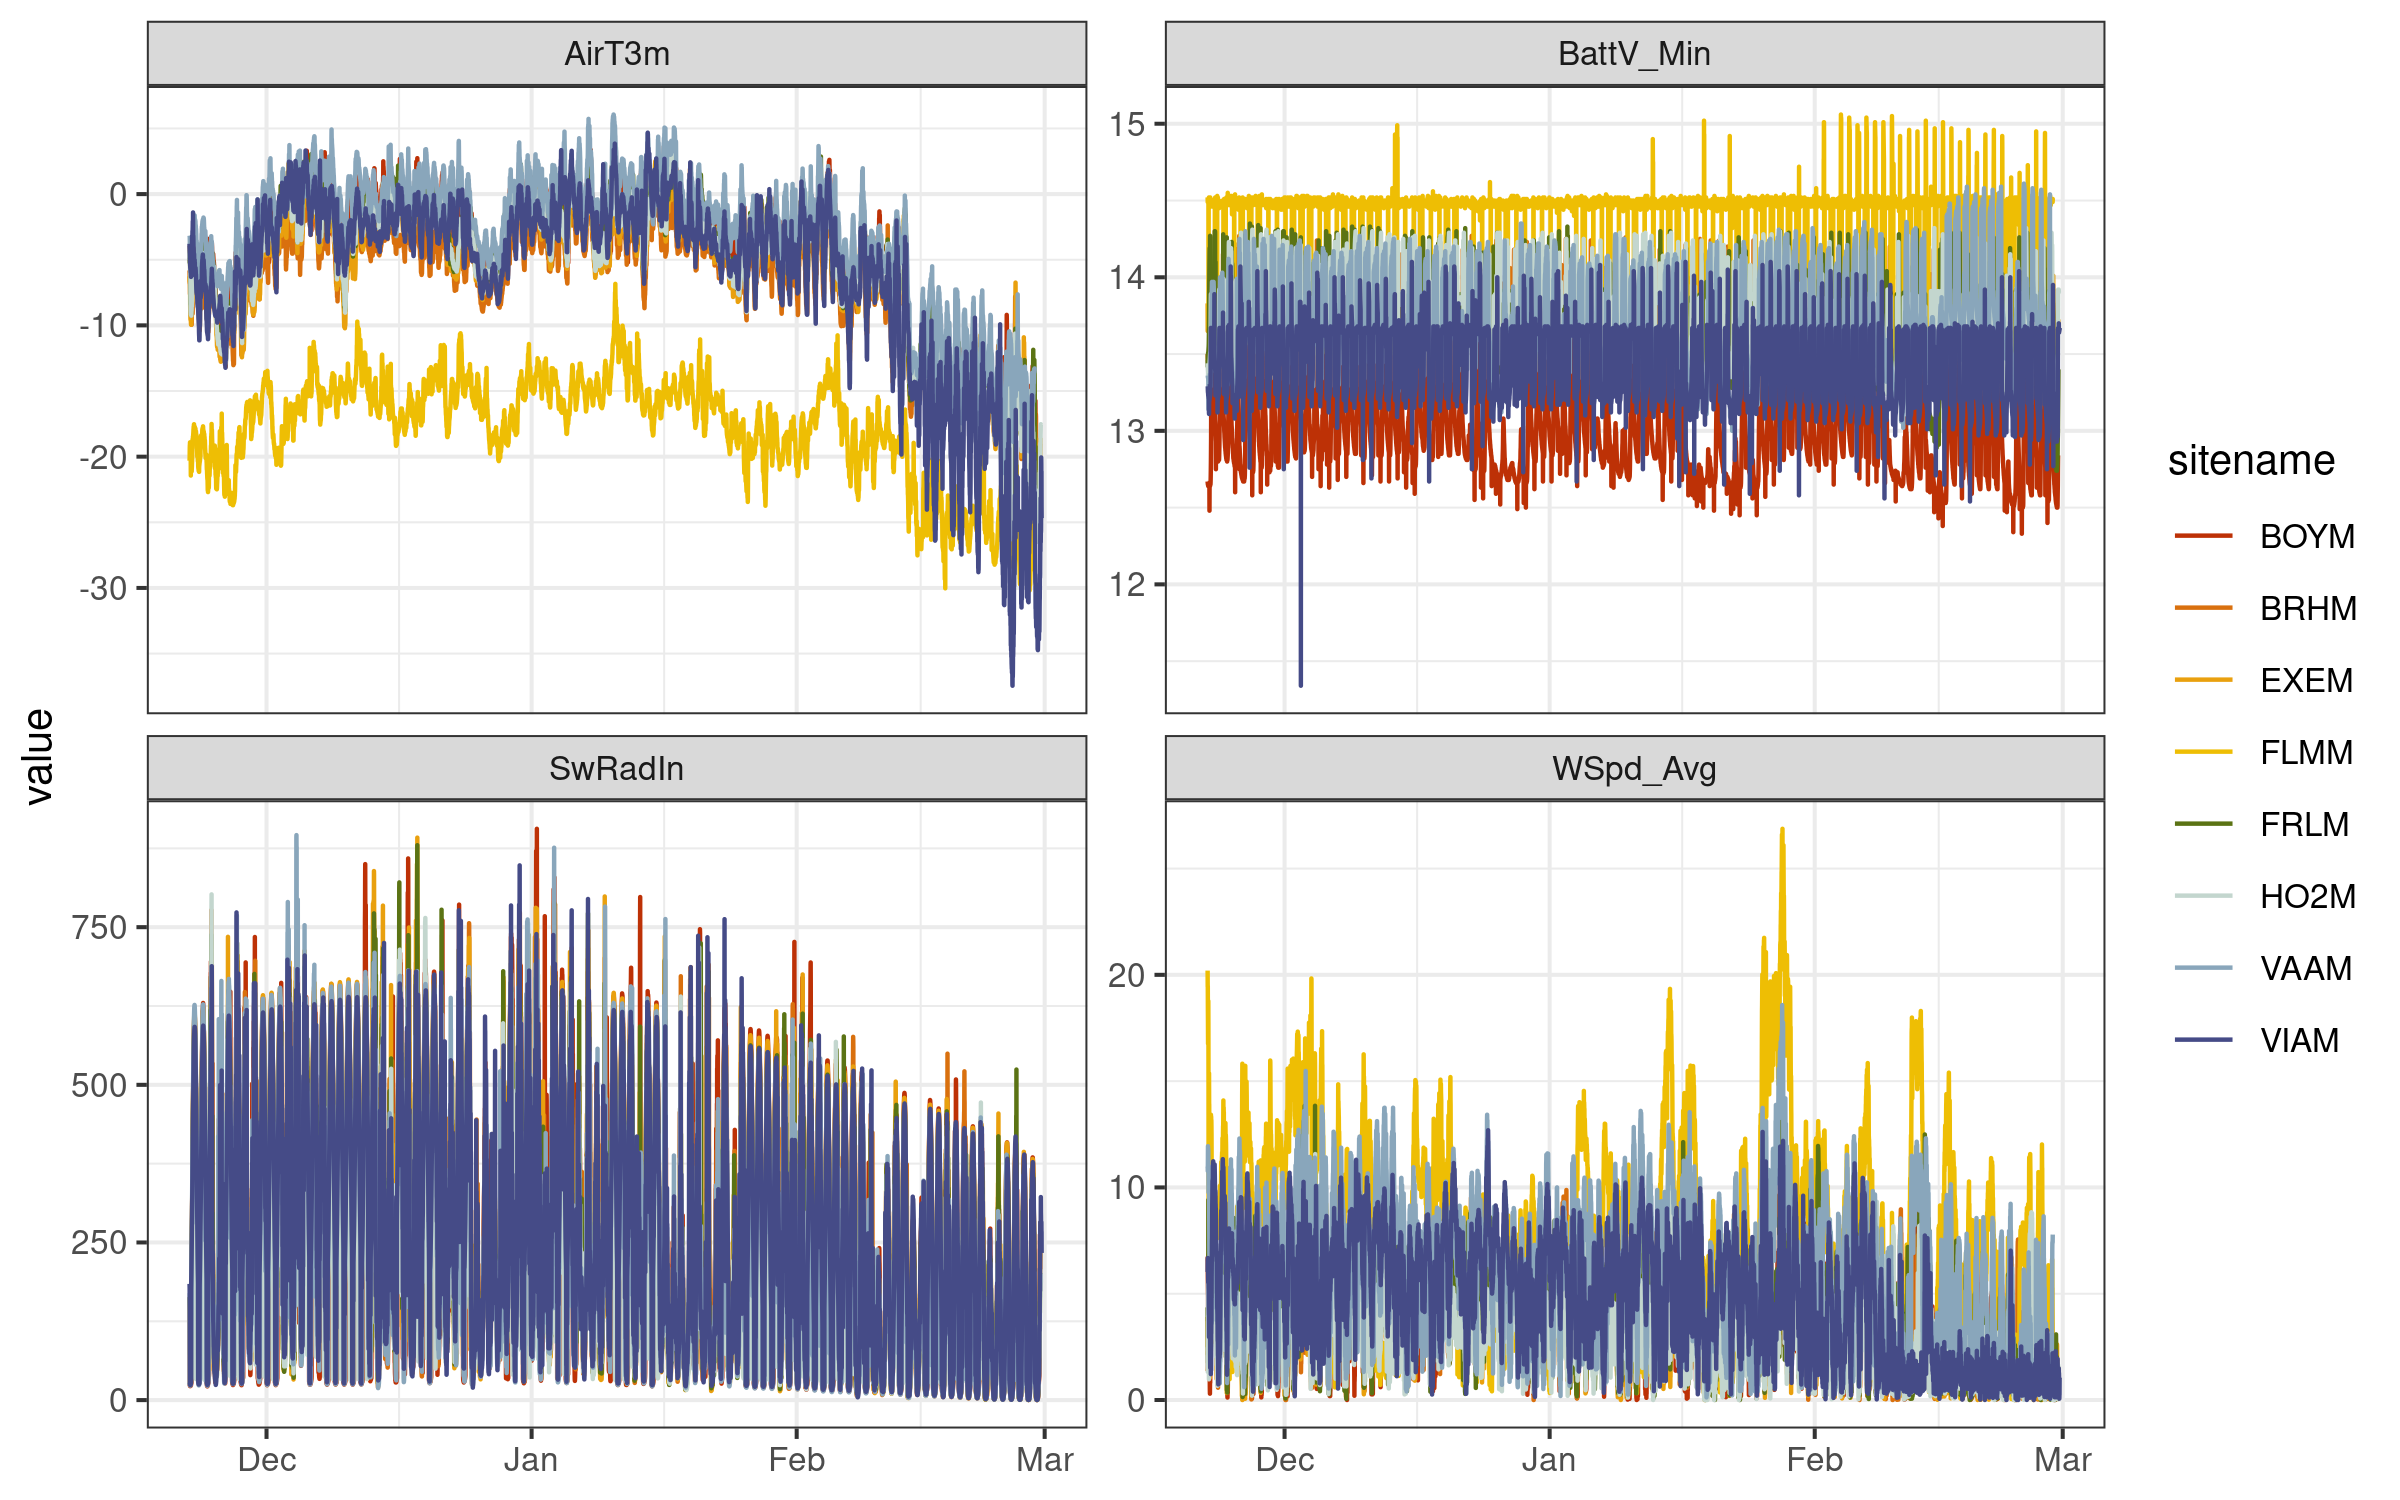 AirT3m
BattV_Min
0
-10
-20
-30
15
14
13
12
value
SwRadIn
WSpd_Avg
750
500
250
0
20
10
0
Dec
Jan
Feb
Mar
Dec
Jan
Feb
Mar
sitename
BOYM
BRHM
EXEM
FLMM
FRLM
HO2M
VAAM
VIAM